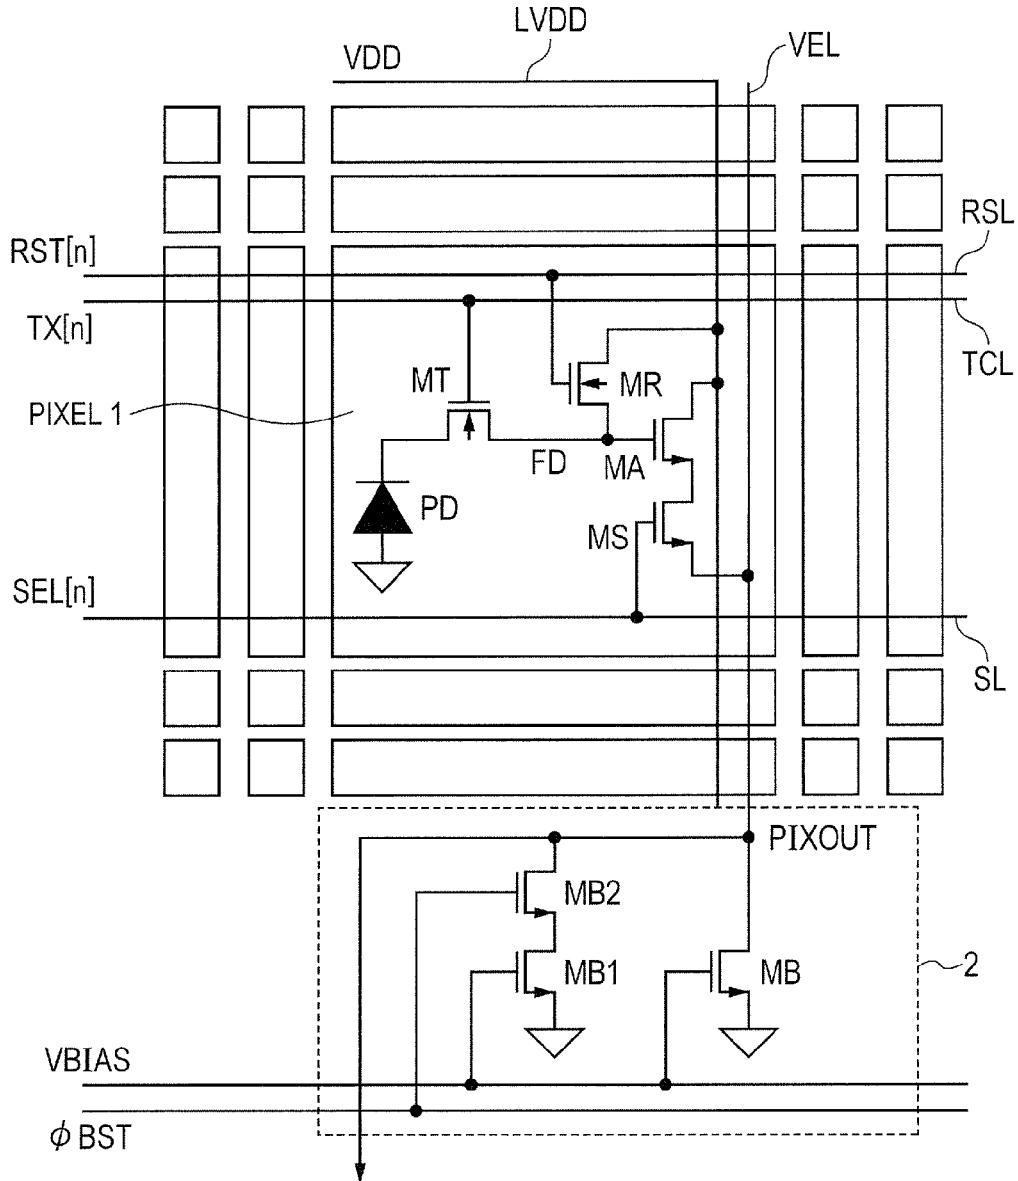 LVDD
VDD
VEL
RST[n]
RSL
TX[n]
TCL
MT
MR
PIXEL 1
FD
MA
PD
MS
SEL[n]
SL
PIXOUT
MB2
MB1
MB
2
VBIAS
ϕ BST